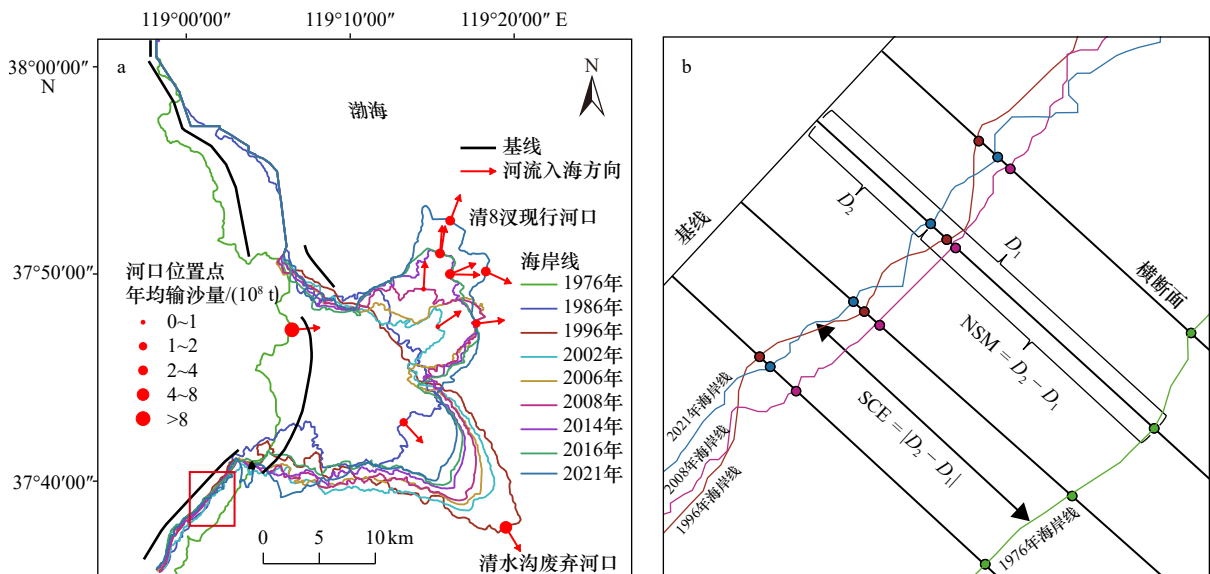 119°00′00″
119°10′00″
119°20′00″ E
38°00′00″
N
37°50′00″
37°40′00″
a
渤海
N
基线
河流入海方向
清8汊现行河口
河口位置点
年均输沙量/(10⁸ t)
0~1
1~2
2~4
4~8
>8
海岸线
1976年
1986年
1996年
2002年
2006年
2008年
2014年
2016年
2021年
0 5 10 km
清水沟废弃河口
b
基线
D₂
D₁
横断面
NSM = D₂ − D₁
SCE = |D₂ − D₁|
2021年海岸线
2008年海岸线
1996年海岸线
1976年海岸线